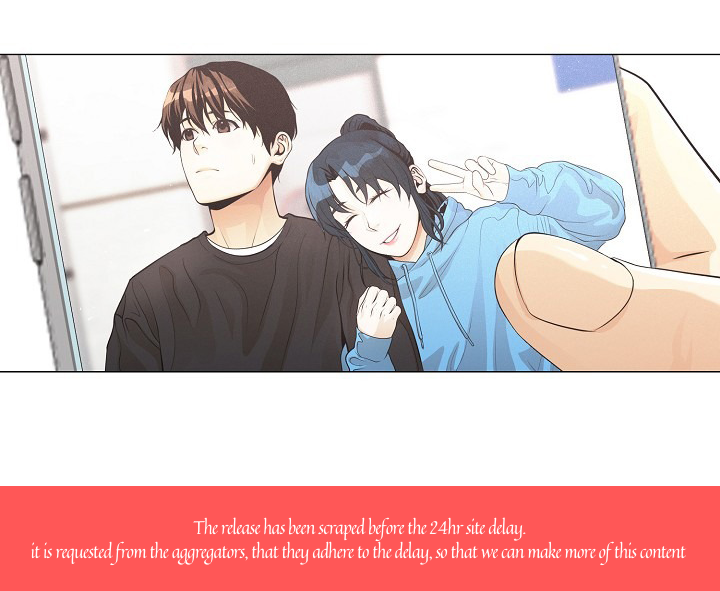 The release has been scraped before the 24hr site delay.
it is requested from the aggregators, that they adhere to the delay, so that we can make more of this content